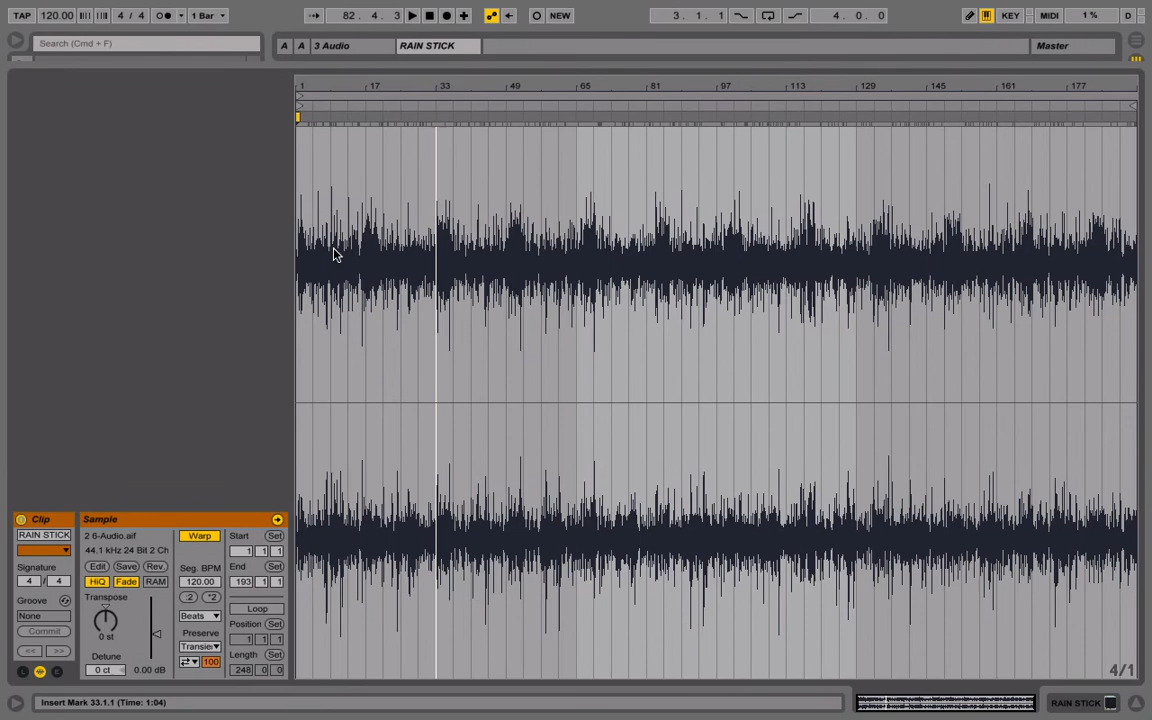 TAP 120.00 4 / 4 1 Bar 82. 4. 3 NEW 3. 1. 1 4. 0. 0 KEY MIDI 1 % D
Search (Cmd + F)
A A 3 Audio RAIN STICK Master
1 17 33 49 65 81 97 113 129 145 161 177
Clip Sample
RAIN STICK 2 6-Audio.aif Warp Start Set
44.1 kHz 24 Bit 2 Ch 1 1 1
Signature Edit Save Rev. Seg. BPM End Set
4 / 4 HiQ Fade RAM 120.00 193 1 1
Groove Transpose :2 *2
None 0 st Beats Loop
Commit Preserve Position Set
<< >> Transie 1 1 1
Detune 100 Length Set
L E 0 ct 0.00 dB 248 0 0
4/1
Insert Mark 33.1.1 (Time: 1:04) RAIN STICK